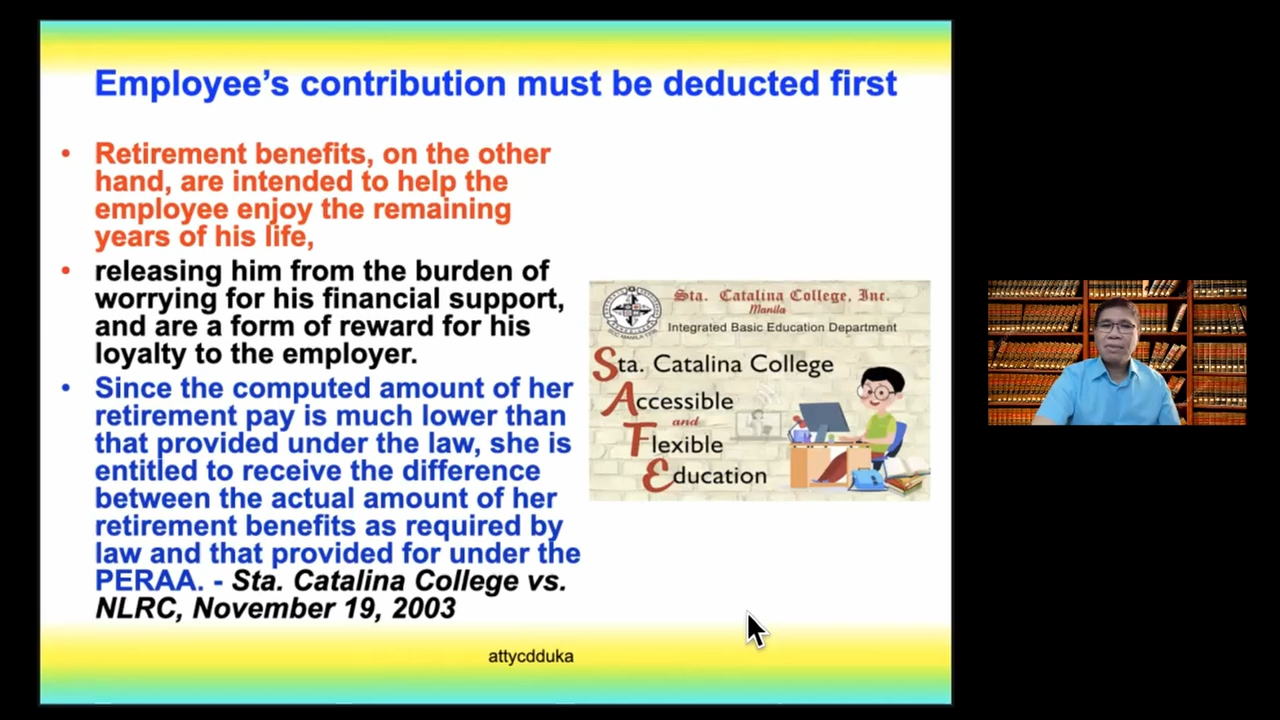 Employee's contribution must be deducted first
• Retirement benefits, on the other
hand, are intended to help the
employee enjoy the remaining
years of his life,
• releasing him from the burden of
worrying for his financial support,
and are a form of reward for his
loyalty to the employer.
• Since the computed amount of her
retirement pay is much lower than
that provided under the law, she is
entitled to receive the difference
between the actual amount of her
retirement benefits as required by
law and that provided for under the
PERAA. - Sta. Catalina College vs.
NLRC, November 19, 2003
Sta. Catalina College, Inc.
Manila
Integrated Basic Education Department
Sta. Catalina College
Accessible
and
Flexible
Education
attycdduka